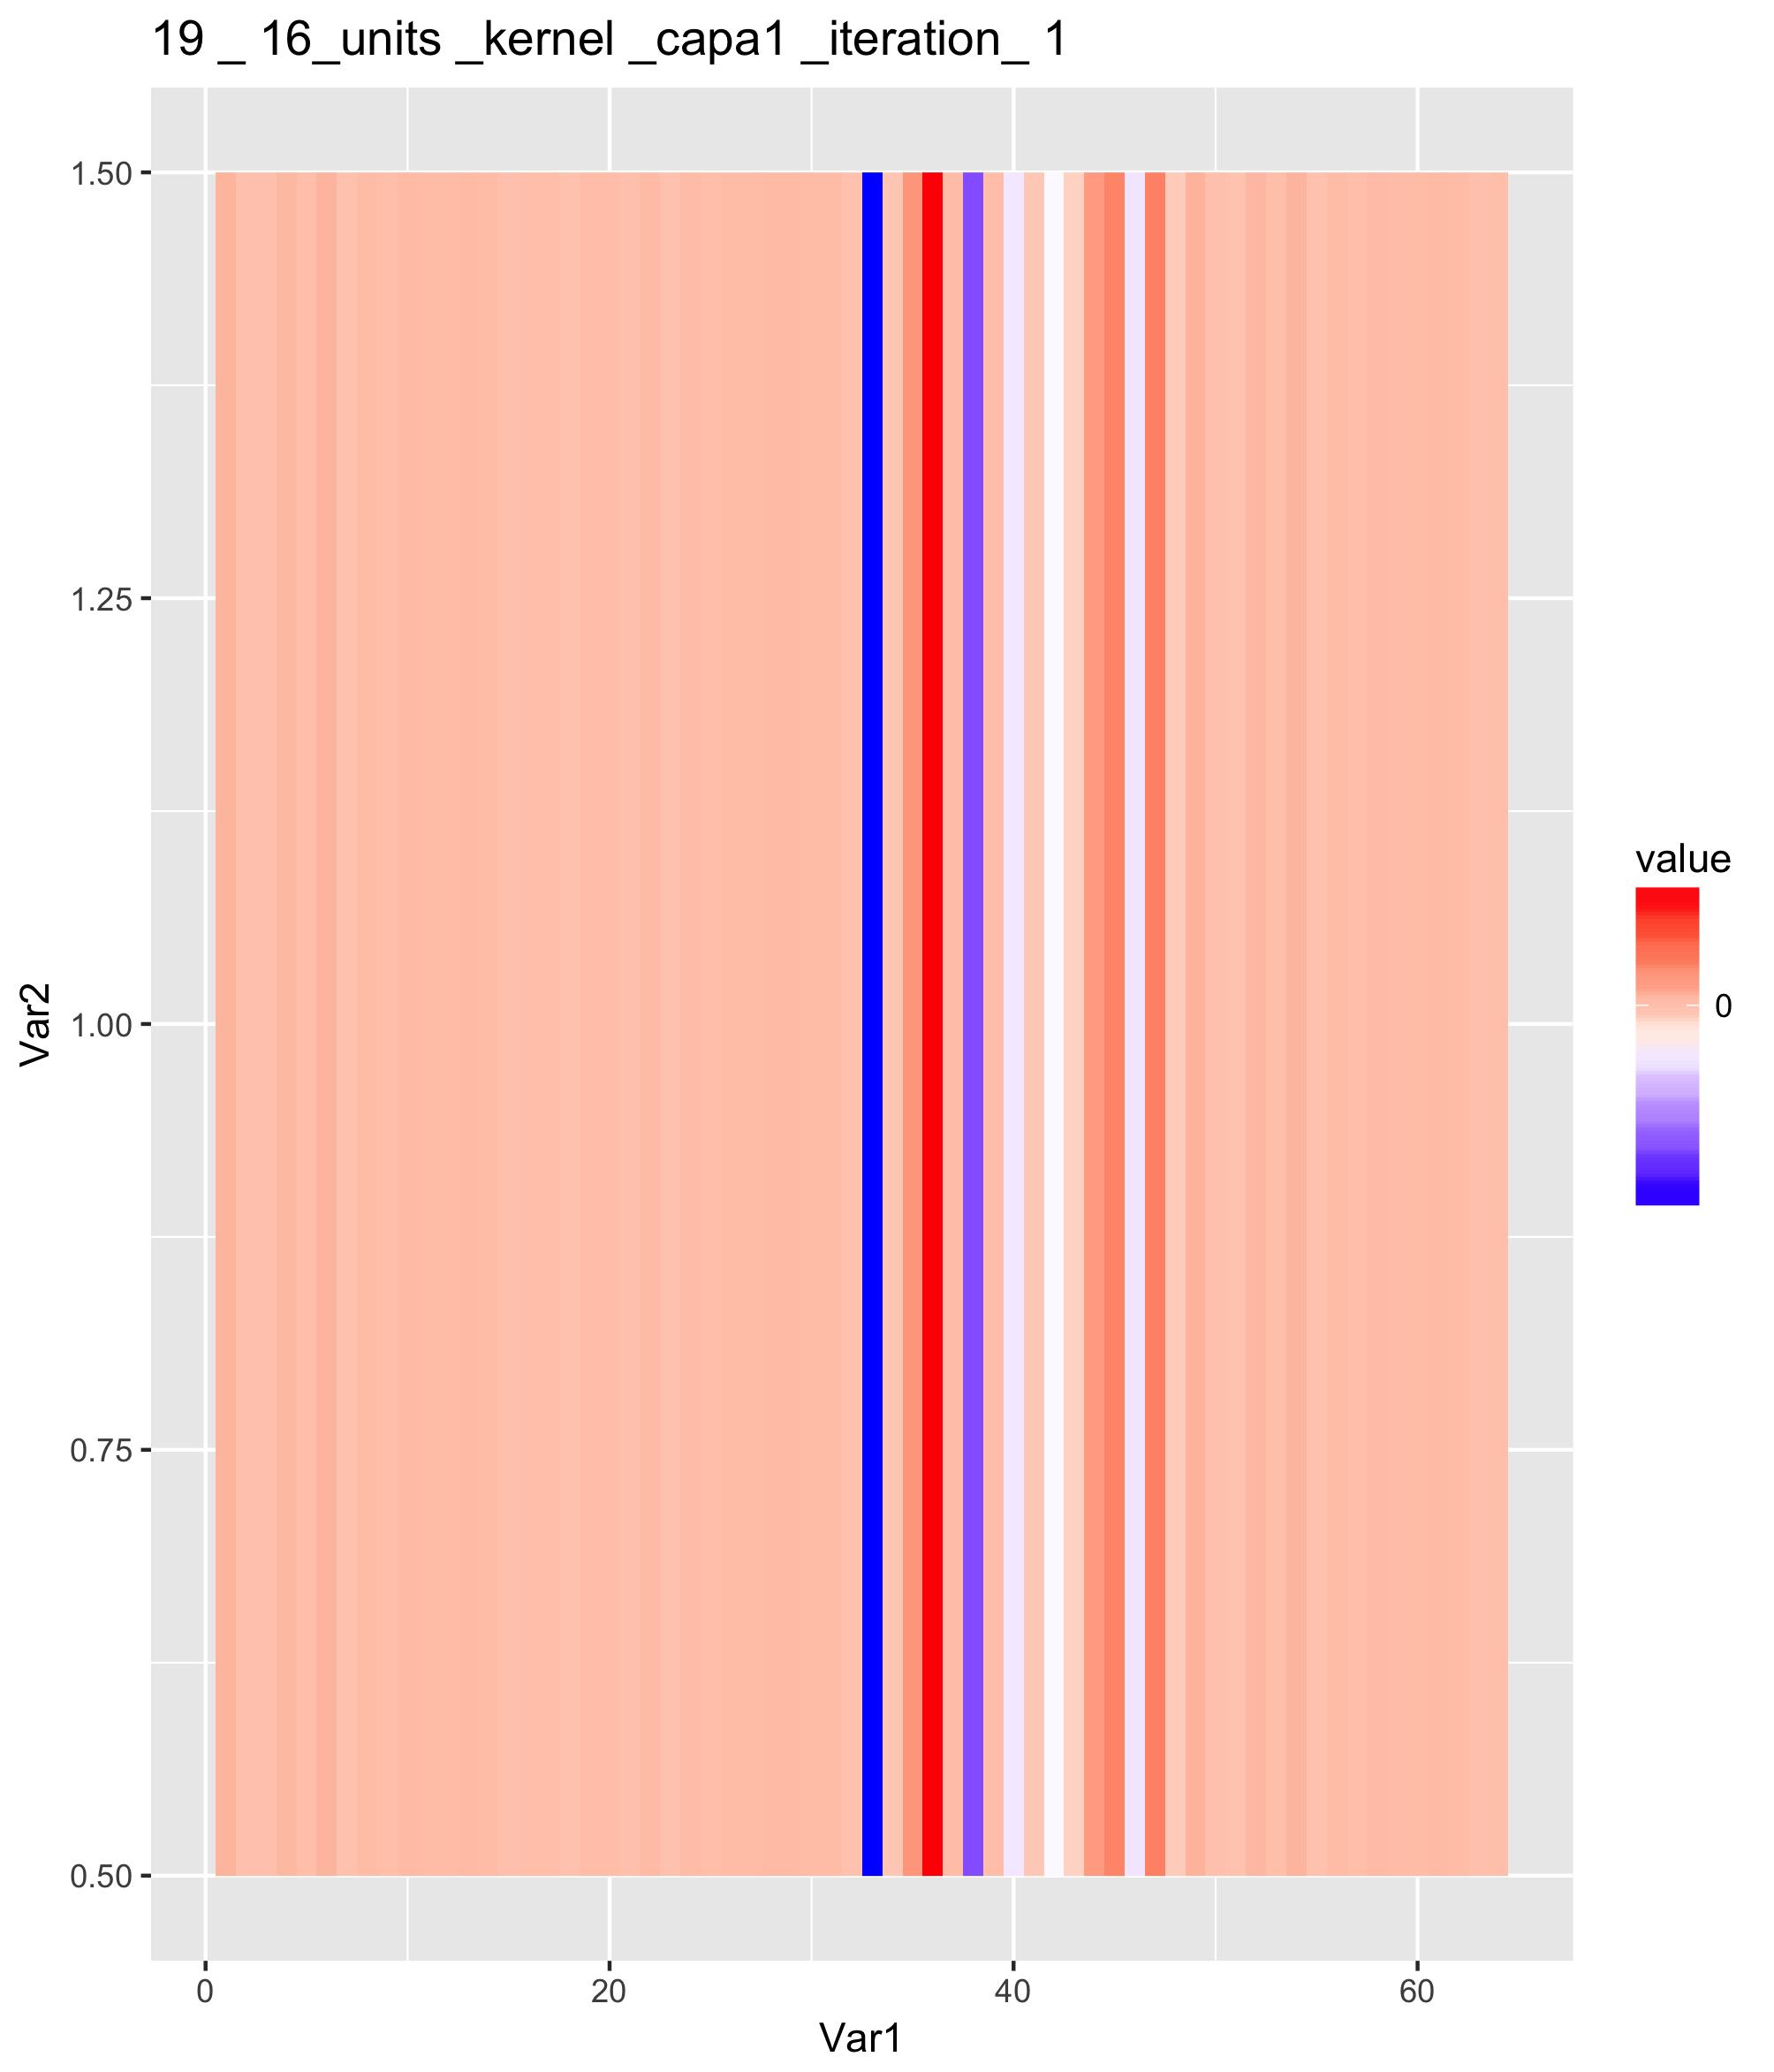 19 _ 16_units _kernel _capa1 _iteration_ 1
1.50
1.25
1.00
0.75
0.50
Var2
0
20
40
60
Var1
value
0